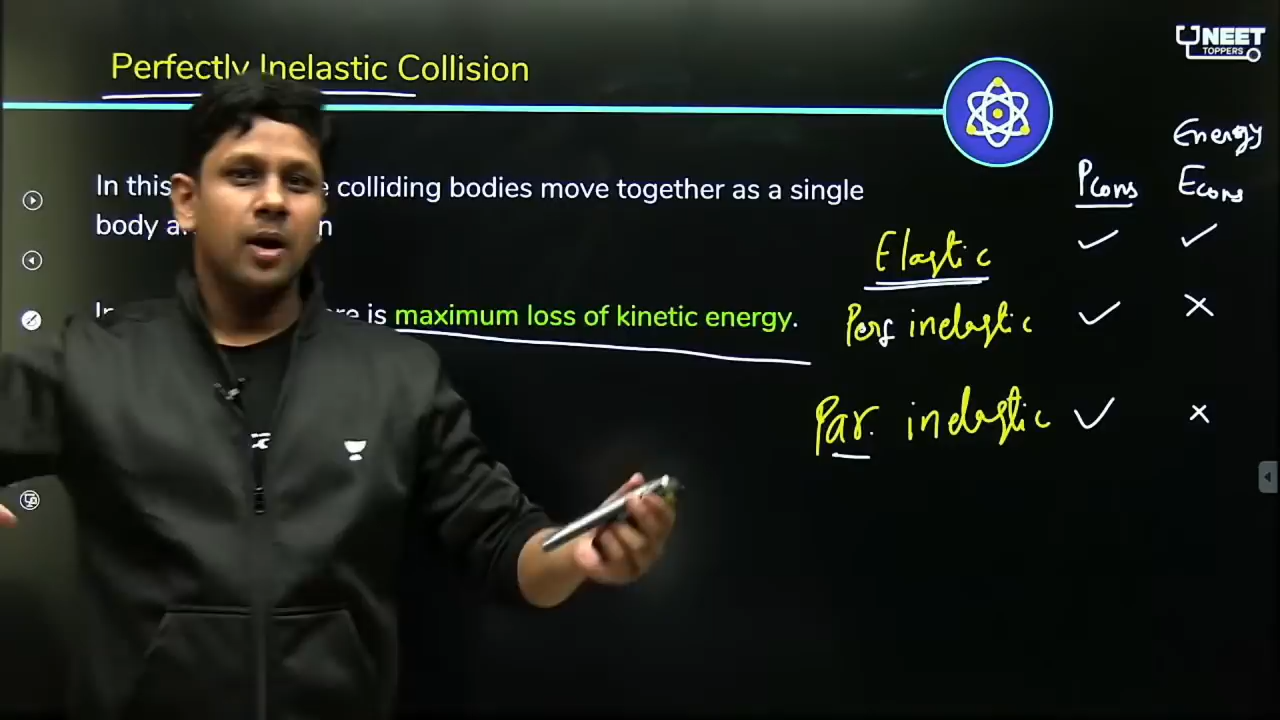 Perfectly Inelastic Collision
NEET
TOPPERS
Energy
Pcons Econs
In this colliding bodies move together as a single
body
Elastic ✓ ✓
is maximum loss of kinetic energy.
Perf inelastic ✓ ×
Par. inelastic ✓ ×